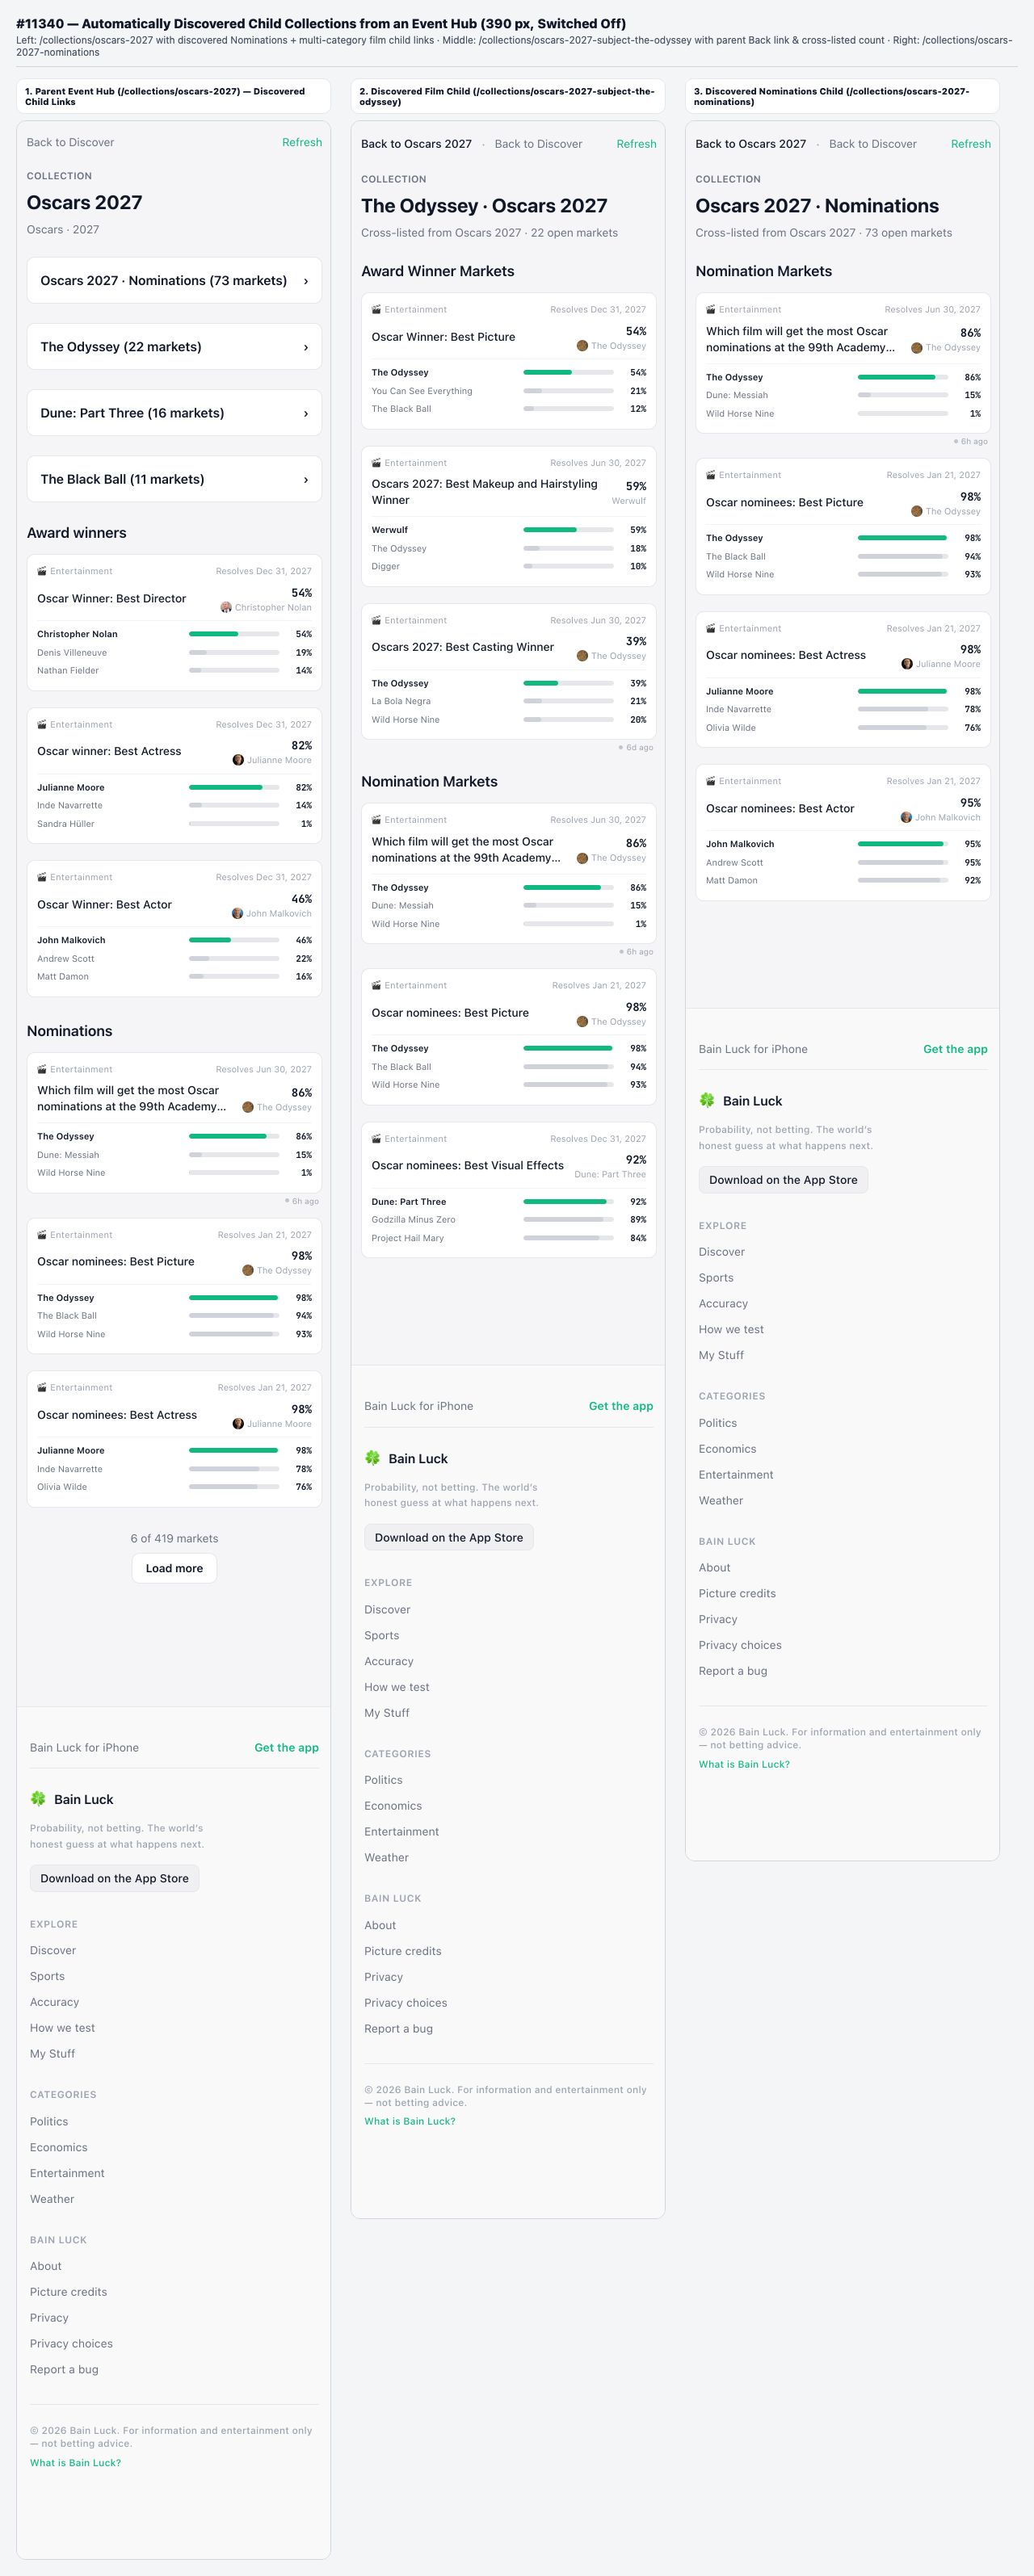 #11340 — Automatically Discovered Child Collections from an Event Hub (390 px, Switched Off)
Left: /collections/oscars-2027 with discovered Nominations + multi-category film child links · Middle: /collections/oscars-2027-subject-the-odyssey with parent Back link & cross-listed count · Right: /collections/oscars-
2027-nominations
1. Parent Event Hub (/collections/oscars-2027) — Discovered
Child Links
Back to Discover
Refresh
COLLECTION
Oscars 2027
Oscars · 2027
Oscars 2027 · Nominations (73 markets) ›
The Odyssey (22 markets) ›
Dune: Part Three (16 markets) ›
The Black Ball (11 markets) ›
Award winners
Entertainment Resolves Dec 31, 2027
Oscar Winner: Best Director 54%
Christopher Nolan
Christopher Nolan 54%
Denis Villeneuve 19%
Nathan Fielder 14%
Entertainment Resolves Dec 31, 2027
Oscar winner: Best Actress 82%
Julianne Moore
Julianne Moore 82%
Inde Navarrette 14%
Sandra Hüller 1%
Entertainment Resolves Dec 31, 2027
Oscar Winner: Best Actor 46%
John Malkovich
John Malkovich 46%
Andrew Scott 22%
Matt Damon 16%
Nominations
Entertainment Resolves Jun 30, 2027
Which film will get the most Oscar 86%
nominations at the 99th Academy... The Odyssey
The Odyssey 86%
Dune: Messiah 15%
Wild Horse Nine 1%
6h ago
Entertainment Resolves Jan 21, 2027
Oscar nominees: Best Picture 98%
The Odyssey
The Odyssey 98%
The Black Ball 94%
Wild Horse Nine 93%
Entertainment Resolves Jan 21, 2027
Oscar nominees: Best Actress 98%
Julianne Moore
Julianne Moore 98%
Inde Navarrette 78%
Olivia Wilde 76%
6 of 419 markets
Load more
Bain Luck for iPhone Get the app
Bain Luck
Probability, not betting. The world's
honest guess at what happens next.
Download on the App Store
EXPLORE
Discover
Sports
Accuracy
How we test
My Stuff
CATEGORIES
Politics
Economics
Entertainment
Weather
BAIN LUCK
About
Picture credits
Privacy
Privacy choices
Report a bug
© 2026 Bain Luck. For information and entertainment only
— not betting advice.
What is Bain Luck?
2. Discovered Film Child (/collections/oscars-2027-subject-the-
odyssey)
Back to Oscars 2027 · Back to Discover Refresh
COLLECTION
The Odyssey · Oscars 2027
Cross-listed from Oscars 2027 · 22 open markets
Award Winner Markets
Entertainment Resolves Dec 31, 2027
Oscar Winner: Best Picture 54%
The Odyssey
The Odyssey 54%
You Can See Everything 21%
The Black Ball 12%
Entertainment Resolves Jun 30, 2027
Oscars 2027: Best Makeup and Hairstyling 59%
Winner Werwulf
Werwulf 59%
The Odyssey 18%
Digger 10%
Entertainment Resolves Jun 30, 2027
Oscars 2027: Best Casting Winner 39%
The Odyssey
The Odyssey 39%
La Bola Negra 21%
Wild Horse Nine 20%
6d ago
Nomination Markets
Entertainment Resolves Jun 30, 2027
Which film will get the most Oscar 86%
nominations at the 99th Academy... The Odyssey
The Odyssey 86%
Dune: Messiah 15%
Wild Horse Nine 1%
6h ago
Entertainment Resolves Jan 21, 2027
Oscar nominees: Best Picture 98%
The Odyssey
The Odyssey 98%
The Black Ball 94%
Wild Horse Nine 93%
Entertainment Resolves Dec 31, 2027
Oscar nominees: Best Visual Effects 92%
Dune: Part Three
Dune: Part Three 92%
Godzilla Minus Zero 89%
Project Hail Mary 84%
Bain Luck for iPhone Get the app
Bain Luck
Probability, not betting. The world's
honest guess at what happens next.
Download on the App Store
EXPLORE
Discover
Sports
Accuracy
How we test
My Stuff
CATEGORIES
Politics
Economics
Entertainment
Weather
BAIN LUCK
About
Picture credits
Privacy
Privacy choices
Report a bug
© 2026 Bain Luck. For information and entertainment only
— not betting advice.
What is Bain Luck?
3. Discovered Nominations Child (/collections/oscars-2027-
nominations)
Back to Oscars 2027 · Back to Discover Refresh
COLLECTION
Oscars 2027 · Nominations
Cross-listed from Oscars 2027 · 73 open markets
Nomination Markets
Entertainment Resolves Jun 30, 2027
Which film will get the most Oscar 86%
nominations at the 99th Academy... The Odyssey
The Odyssey 86%
Dune: Messiah 15%
Wild Horse Nine 1%
6h ago
Entertainment Resolves Jan 21, 2027
Oscar nominees: Best Picture 98%
The Odyssey
The Odyssey 98%
The Black Ball 94%
Wild Horse Nine 93%
Entertainment Resolves Jan 21, 2027
Oscar nominees: Best Actress 98%
Julianne Moore
Julianne Moore 98%
Inde Navarrette 78%
Olivia Wilde 76%
Entertainment Resolves Jan 21, 2027
Oscar nominees: Best Actor 95%
John Malkovich
John Malkovich 95%
Andrew Scott 95%
Matt Damon 92%
Bain Luck for iPhone Get the app
Bain Luck
Probability, not betting. The world's
honest guess at what happens next.
Download on the App Store
EXPLORE
Discover
Sports
Accuracy
How we test
My Stuff
CATEGORIES
Politics
Economics
Entertainment
Weather
BAIN LUCK
About
Picture credits
Privacy
Privacy choices
Report a bug
© 2026 Bain Luck. For information and entertainment only
— not betting advice.
What is Bain Luck?